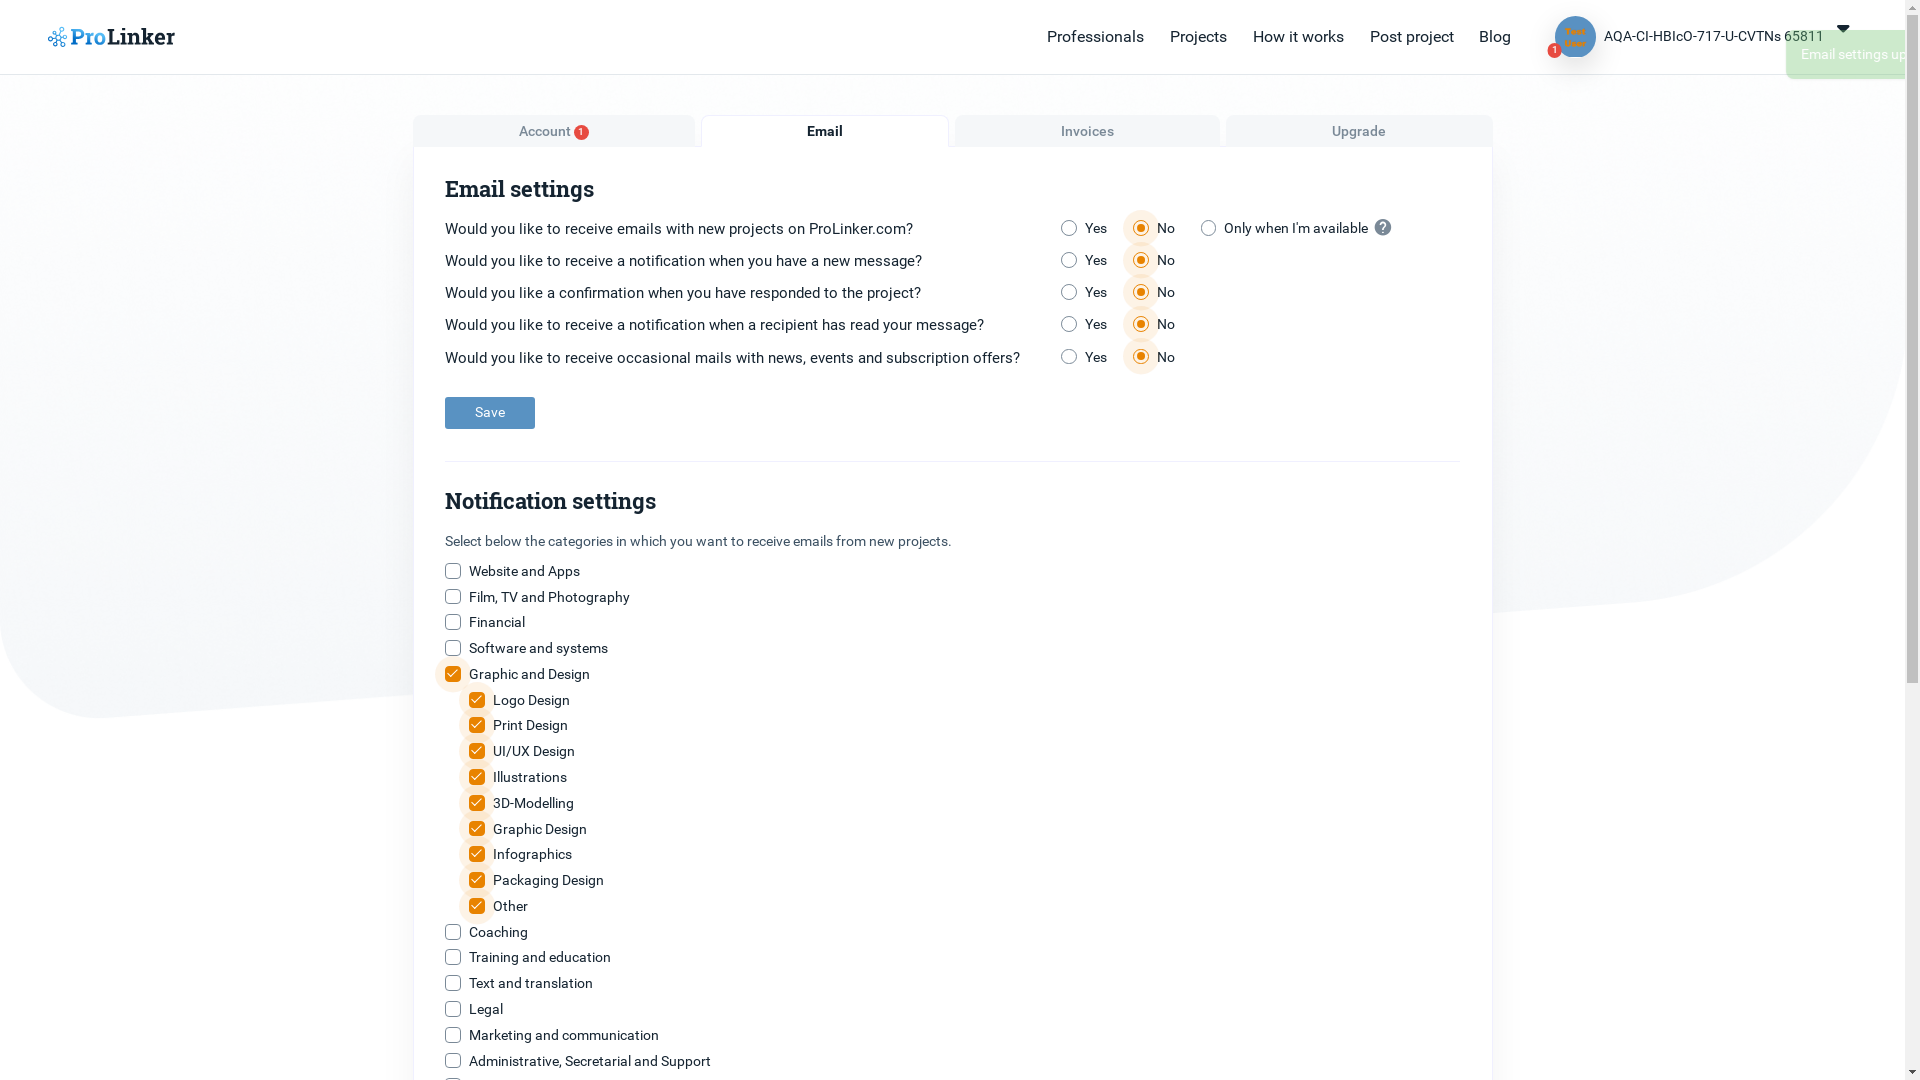 ProLinker
Professionals Projects How it works Post project Blog
1
AQA-CI-HBIcO-717-U-CVTNs 65811
Email settings up
Account 1 Email Invoices Upgrade
Email settings
Would you like to receive emails with new projects on ProLinker.com? Yes No Only when I'm available ?
Would you like to receive a notification when you have a new message? Yes No
Would you like a confirmation when you have responded to the project? Yes No
Would you like to receive a notification when a recipient has read your message? Yes No
Would you like to receive occasional mails with news, events and subscription offers? Yes No
Save
Notification settings
Select below the categories in which you want to receive emails from new projects.
Website and Apps
Film, TV and Photography
Financial
Software and systems
Graphic and Design
Logo Design
Print Design
UI/UX Design
Illustrations
3D-Modelling
Graphic Design
Infographics
Packaging Design
Other
Coaching
Training and education
Text and translation
Legal
Marketing and communication
Administrative, Secretarial and Support